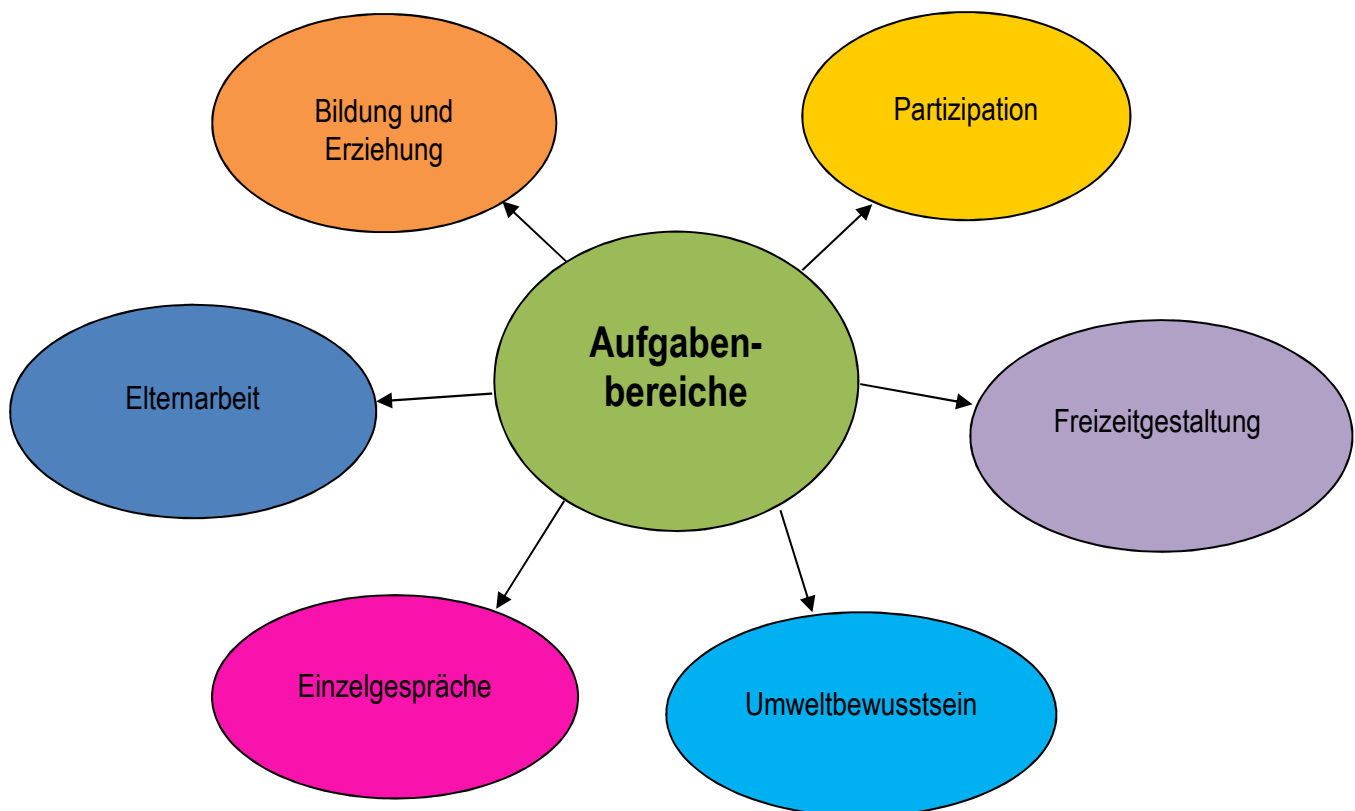 Bildung und
Erziehung
Partizipation
Aufgaben-
bereiche
Elternarbeit
Freizeitgestaltung
Einzelgespräche
Umweltbewusstsein